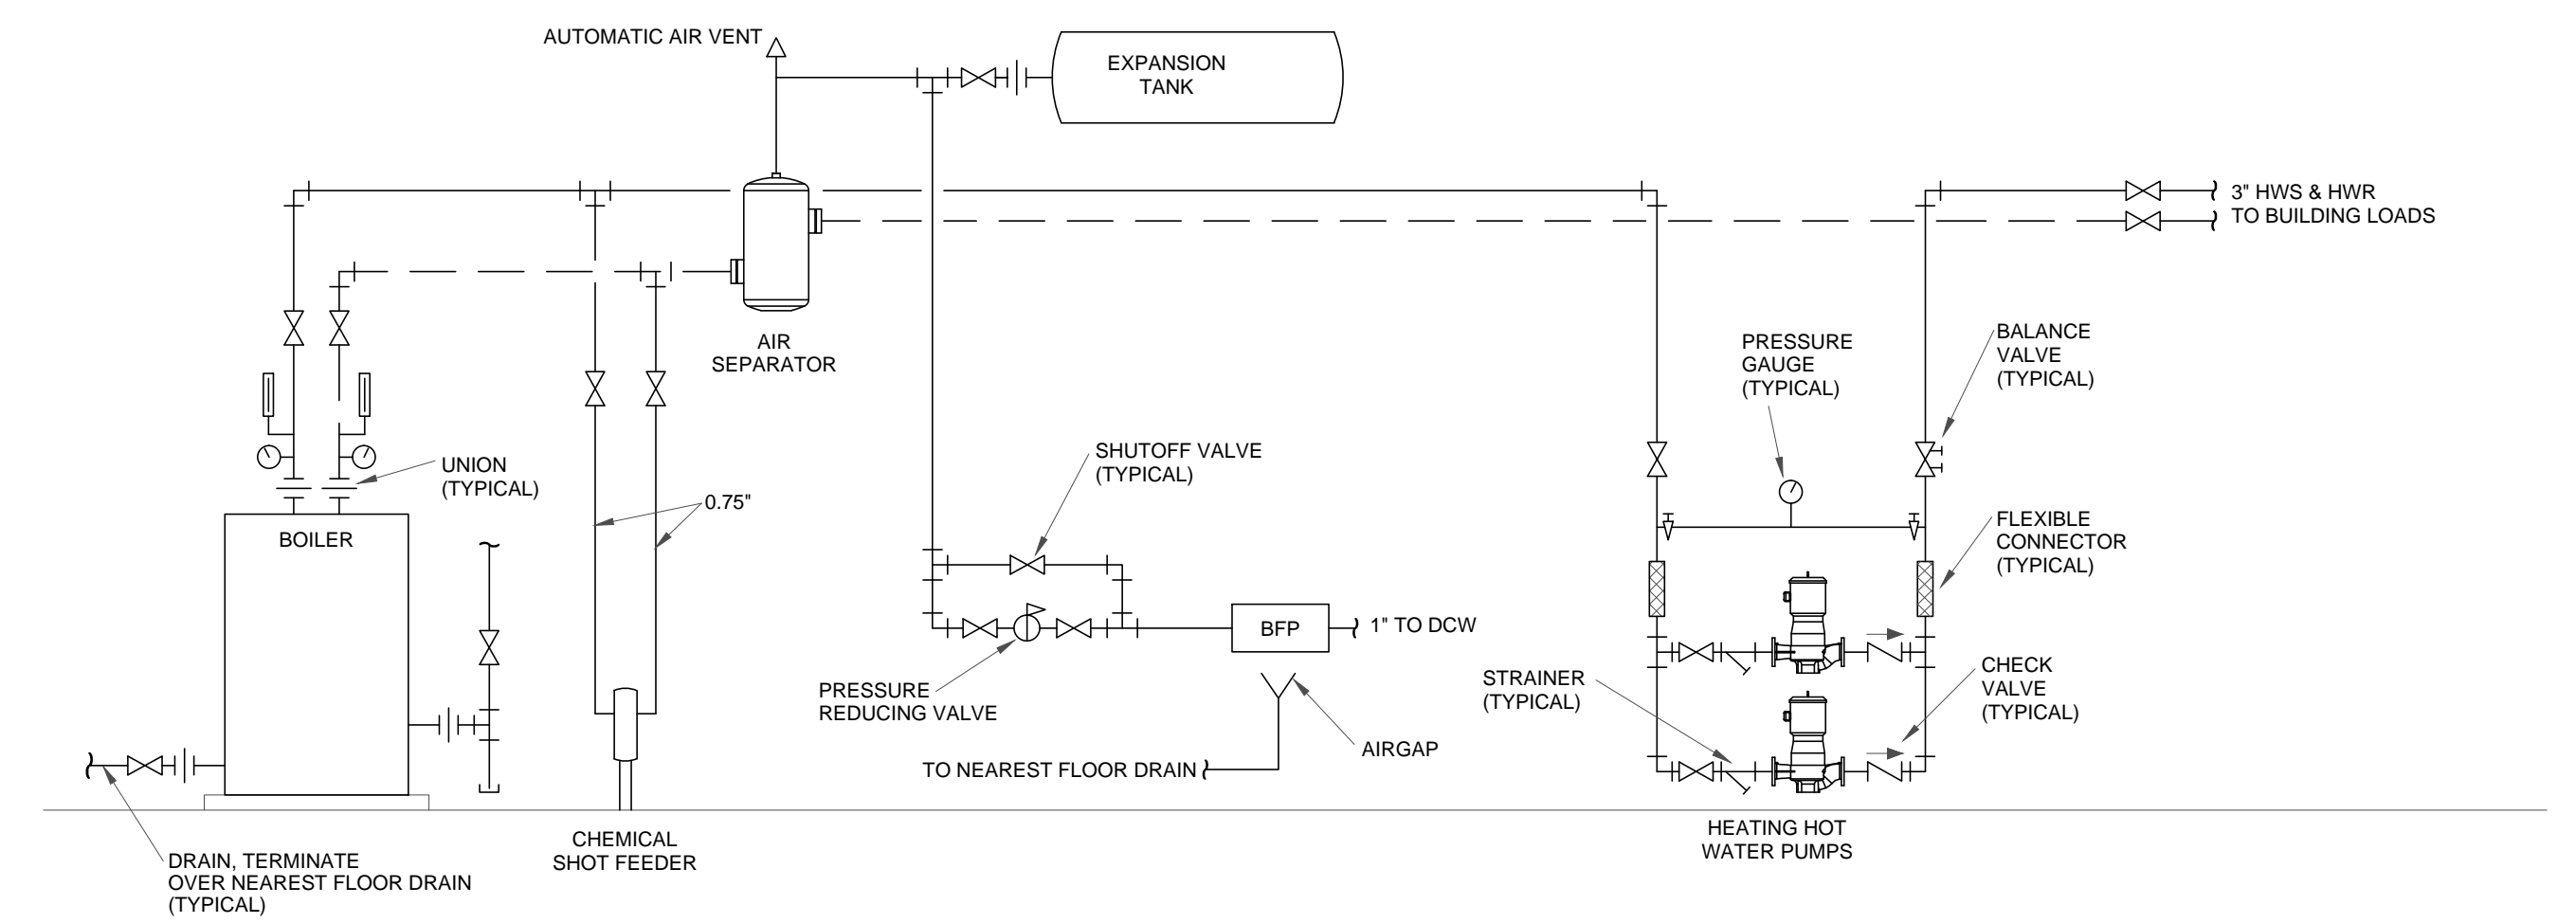 AUTOMATIC AIR VENT
EXPANSION
TANK
3" HWS & HWR
TO BUILDING LOADS
AIR
SEPARATOR
PRESSURE
GAUGE
(TYPICAL)
BALANCE
VALVE
(TYPICAL)
UNION
(TYPICAL)
SHUTOFF VALVE
(TYPICAL)
0.75"
BOILER
FLEXIBLE
CONNECTOR
(TYPICAL)
BFP
1" TO DCW
PRESSURE
REDUCING VALVE
STRAINER
(TYPICAL)
CHECK
VALVE
(TYPICAL)
AIRGAP
TO NEAREST FLOOR DRAIN
CHEMICAL
SHOT FEEDER
HEATING HOT
WATER PUMPS
DRAIN, TERMINATE
OVER NEAREST FLOOR DRAIN
(TYPICAL)